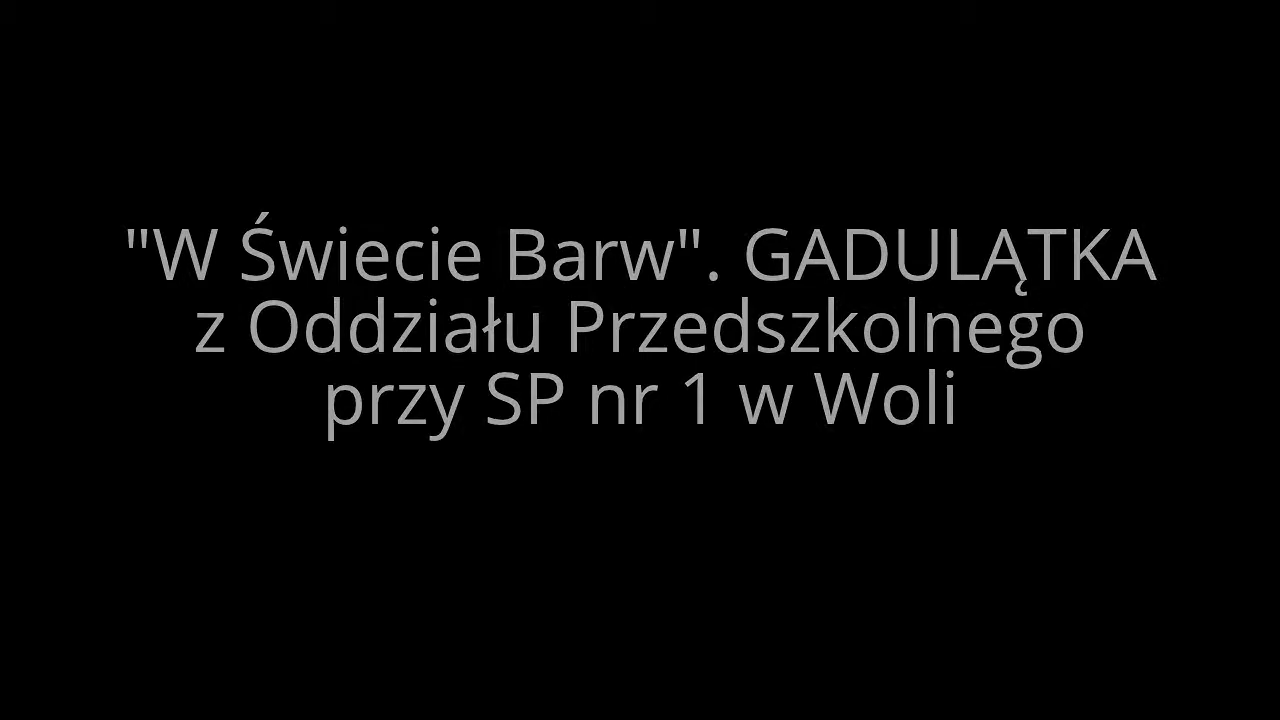 "W Świecie Barw". GADULĄTKA
z Oddziału Przedszkolnego
przy SP nr 1 w Woli